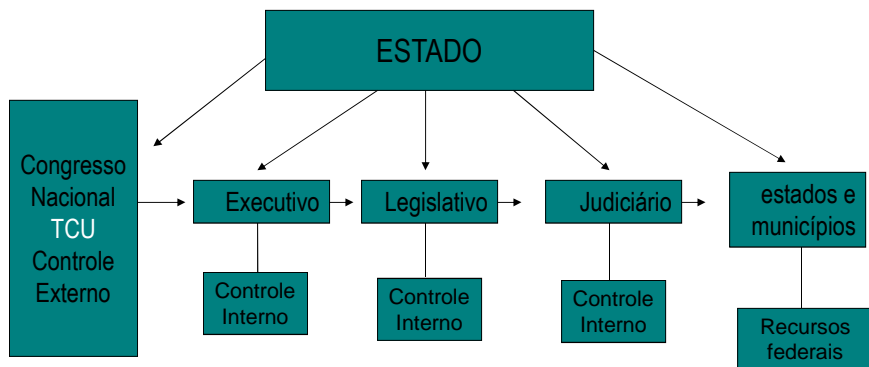 ESTADO
Congresso
Nacional
TCU
Controle
Externo
Executivo
Legislativo
Judiciário
estados e
municípios
Controle
Interno
Controle
Interno
Controle
Interno
Recursos
federais